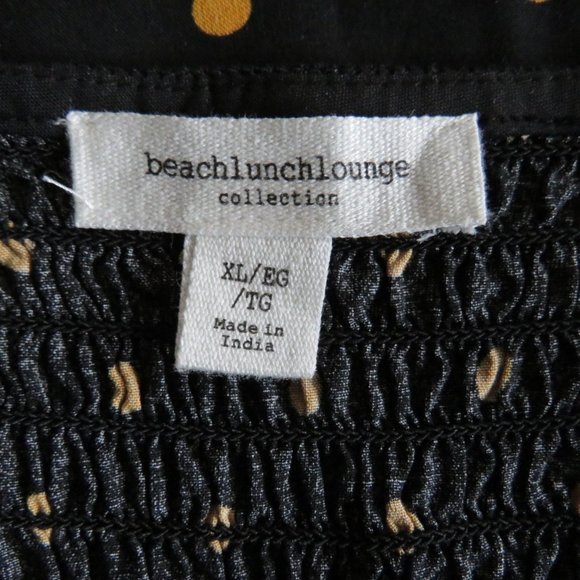 beachlunchlounge
collection
XL/EG
/TG
Made in
India